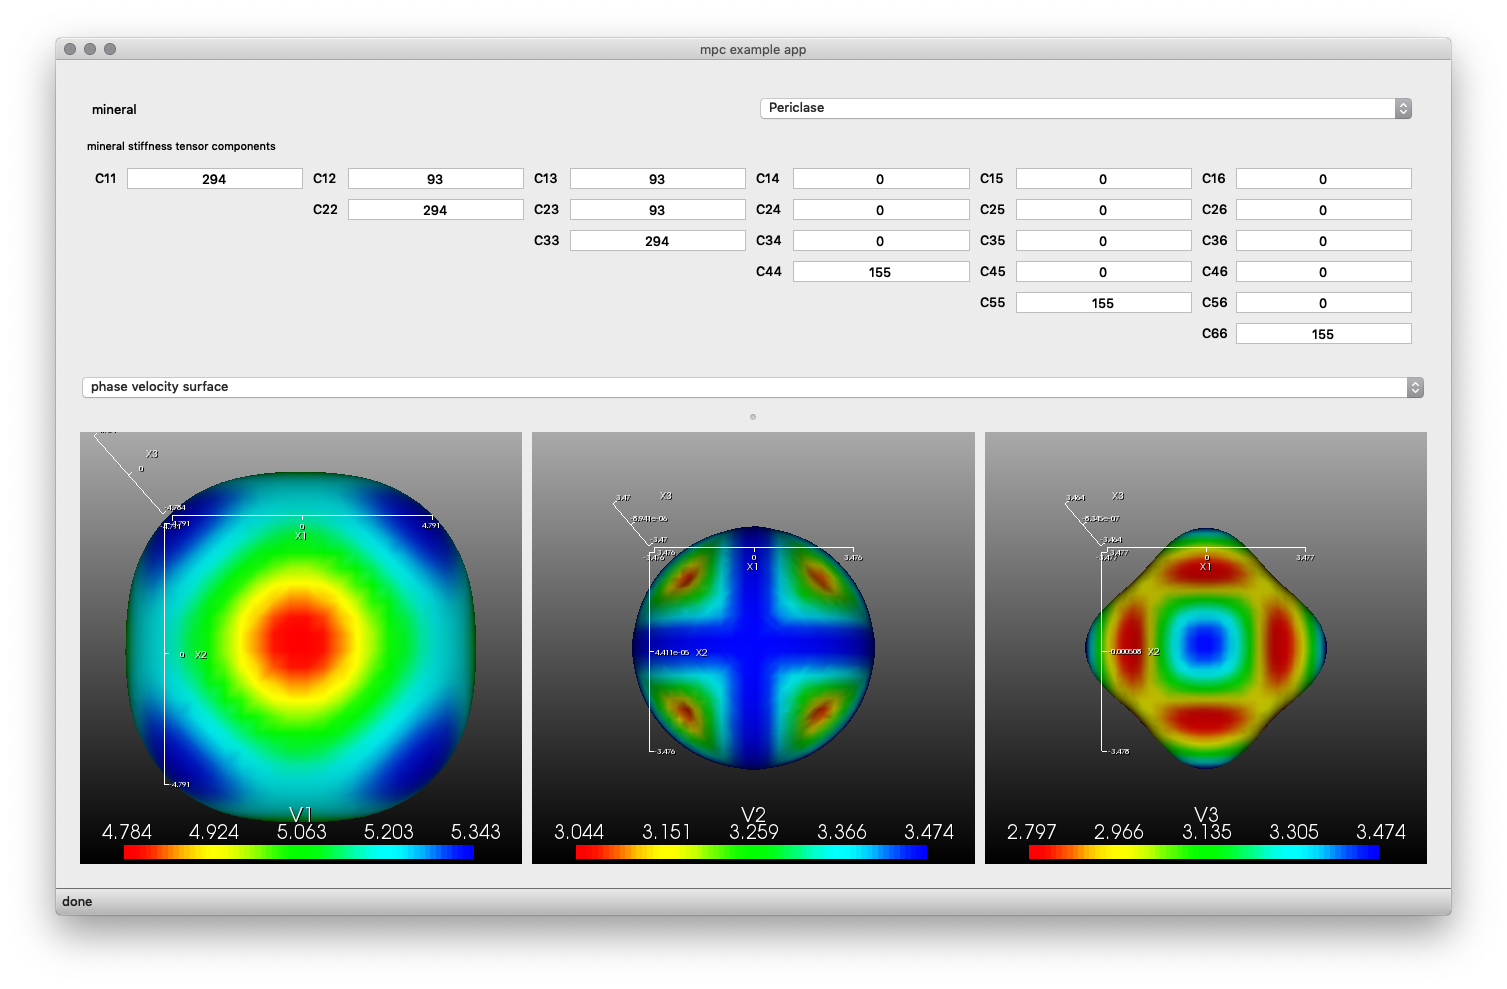 mpc example app
mineral Periclase
mineral stiffness tensor components
C11 294 C12 93 C13 93 C14 0 C15 0 C16 0
C22 294 C23 93 C24 0 C25 0 C26 0
C33 294 C34 0 C35 0 C36 0
C44 155 C45 0 C46 0
C55 155 C56 0
C66 155
phase velocity surface
X3
0
-4.784
4.791
0
X1
0 X2
-4.791
V1
4.784 4.924 5.063 5.203 5.343
3.47 X3
-8.941e-06
-3.47
3.476
-3.476 0 3.476
X1
4.411e-05 X2
-3.476
V2
3.044 3.151 3.259 3.366 3.474
3.464 X3
-8.345e-07
-3.464
3.477
-3.477 0 3.477
X1
-0.000508 X2
-3.478
V3
2.797 2.966 3.135 3.305 3.474
done